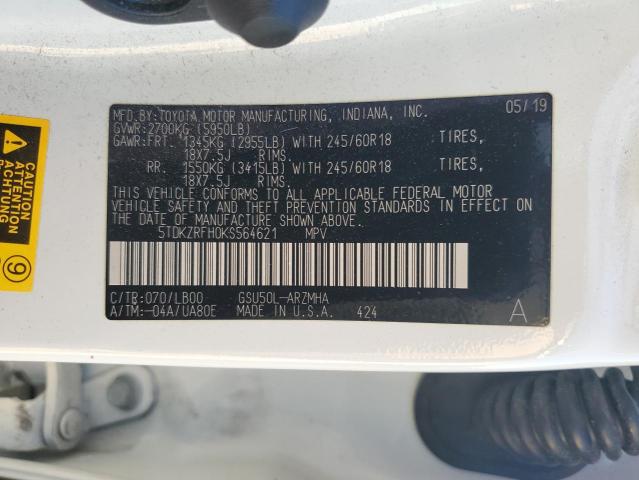 MFD.BY:TOYOTA MOTOR MANUFACTURING, INDIANA, INC. 05/19
GVWR:2700KG (5950LB)
GAWR:FRT. 1345KG (2955LB) WITH 245/60R18 TIRES,
18X7.5J RIMS.
RR. 1550KG (3415LB) WITH 245/60R18 TIRES,
18X7.5J RIMS.
THIS VEHICLE CONFORMS TO ALL APPLICABLE FEDERAL MOTOR
VEHICLE SAFETY AND THEFT PREVENTION STANDARDS IN EFFECT ON
THE DATE OF MANUFACTURE SHOWN ABOVE.
5TDKZRFH0KS564621 MPV
C/TR:070/LB00 GSU50L-ARZMHA
A/TM:-04A/UA80E MADE IN U.S.A. 424 A
CAUTION
ATTENTION
ACHTUNG
9